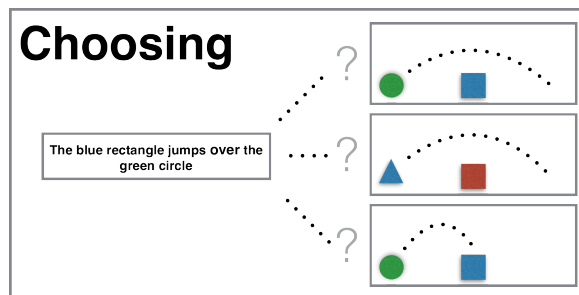 Choosing
?
The blue rectangle jumps over the
green circle
?
?